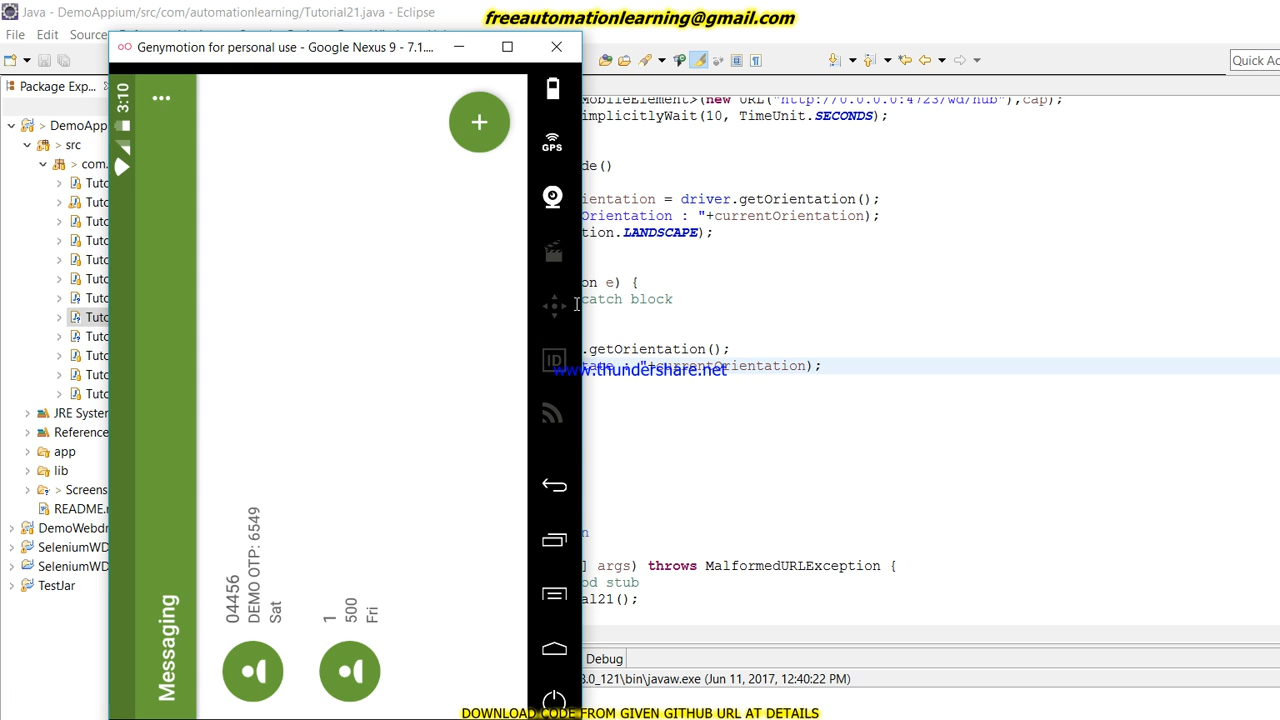 Java - DemoAppium/src/com/automationlearning/Tutorial21.java - Eclipse
freeautomationlearning@gmail.com
File Edit Source
Genymotion for personal use - Google Nexus 9 - 7.1....
Quick Ac
Package Exp...
DemoApp
src
com.
Tuto
Tuto
Tuto
Tuto
Tuto
Tuto
Tuto
Tuto
Tuto
Tuto
Tuto
Tuto
JRE System
Reference
app
lib
Screens
README.r
DemoWebdr
SeleniumWD
SeleniumWD
TestJar
3:10
Messaging
04456
DEMO OTP: 6549
Sat
1
500
Fri
GPS
ID
MobileElement>(new URL("http://0.0.0.0:4723/wd/hub"),cap);
implicitlyWait(10, TimeUnit.SECONDS);
de()
ientation = driver.getOrientation();
Orientation : "+currentOrientation);
tion.LANDSCAPE);
on e) {
catch block
.getOrientation();
: "+currentOrientation);
www.thundershare.net
n
] args) throws MalformedURLException {
od stub
al21();
Debug
8.0_121\bin\javaw.exe (Jun 11, 2017, 12:40:22 PM)
DOWNLOAD CODE FROM GIVEN GITHUB URL AT DETAILS